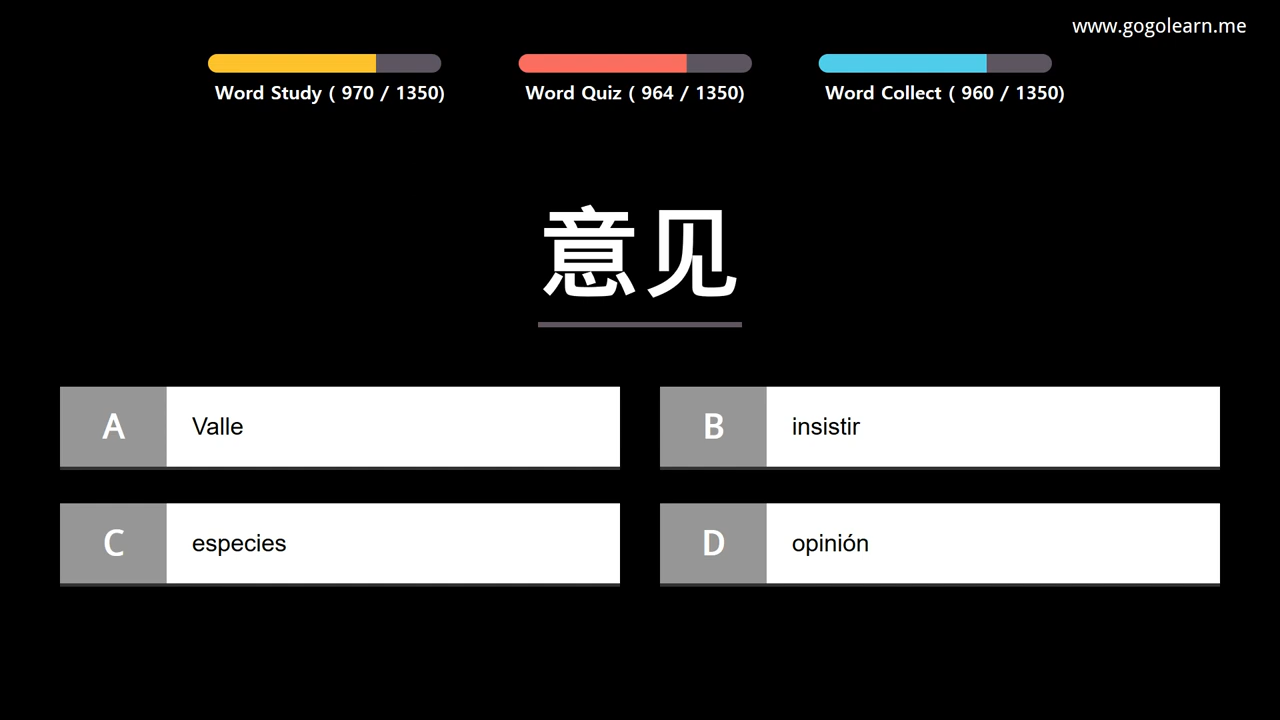 www.gogolearn.me
Word Study ( 970 / 1350)
Word Quiz ( 964 / 1350)
Word Collect ( 960 / 1350)
意见
A Valle
B insistir
C especies
D opinión